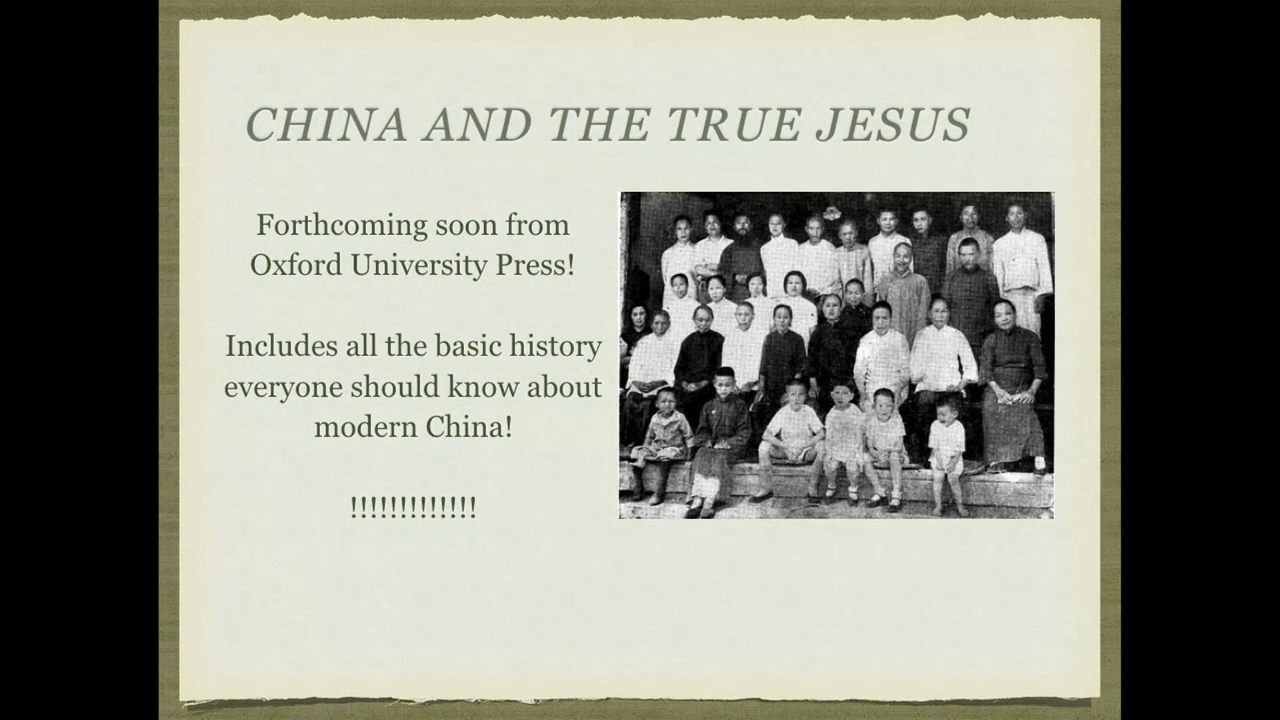 CHINA AND THE TRUE JESUS
Forthcoming soon from
Oxford University Press!
Includes all the basic history
everyone should know about
modern China!
!!!!!!!!!!!!!